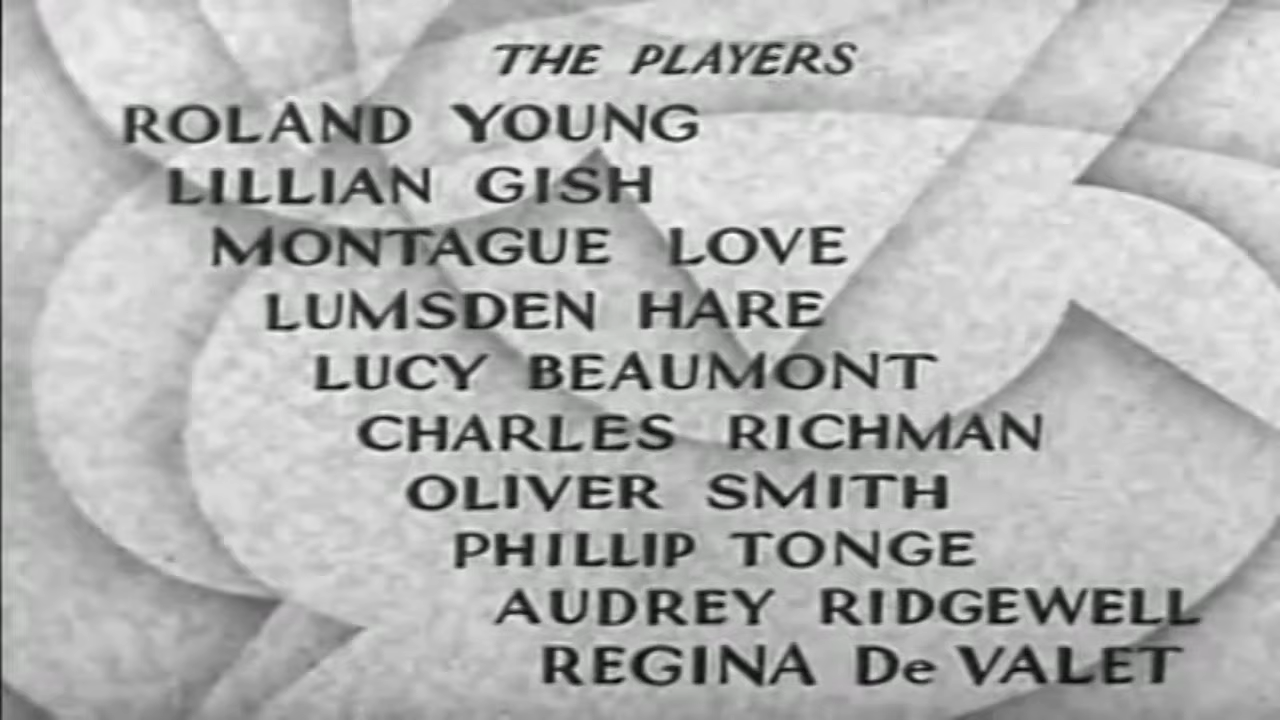 THE PLAYERS
ROLAND YOUNG
LILLIAN GISH
MONTAGUE LOVE
LUMSDEN HARE
LUCY BEAUMONT
CHARLES RICHMAN
OLIVER SMITH
PHILLIP TONGE
AUDREY RIDGEWELL
REGINA De VALET